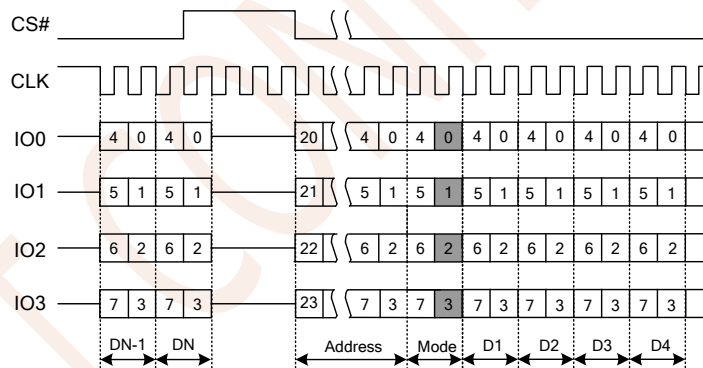 CS#
CLK
IO0 4 0 4 0 20 4 0 4 0 4 0 4 0 4 0 4 0
IO1 5 1 5 1 21 5 1 5 1 5 1 5 1 5 1 5 1
IO2 6 2 6 2 22 6 2 6 2 6 2 6 2 6 2 6 2
IO3 7 3 7 3 23 7 3 7 3 7 3 7 3 7 3 7 3
DN-1 DN Address Mode D1 D2 D3 D4